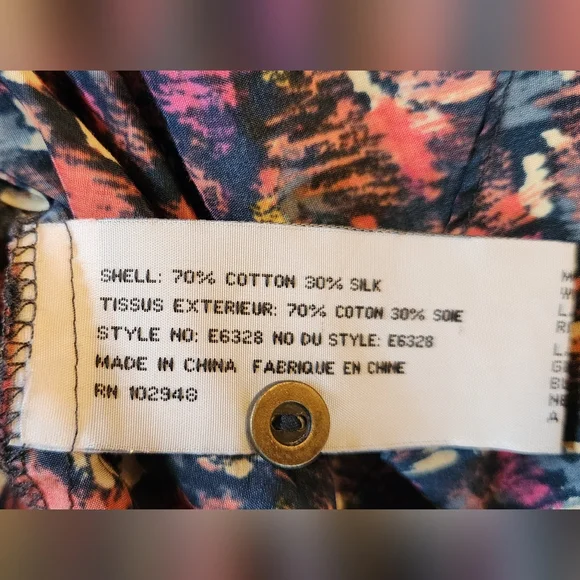 SHELL: 70% COTTON 30% SILK
TISSUS EXTERIEUR: 70% COTON 30% SOIE
STYLE NO: E6328 NO DU STYLE: E6328
MADE IN CHINA FABRIQUE EN CHINE
RN 102948